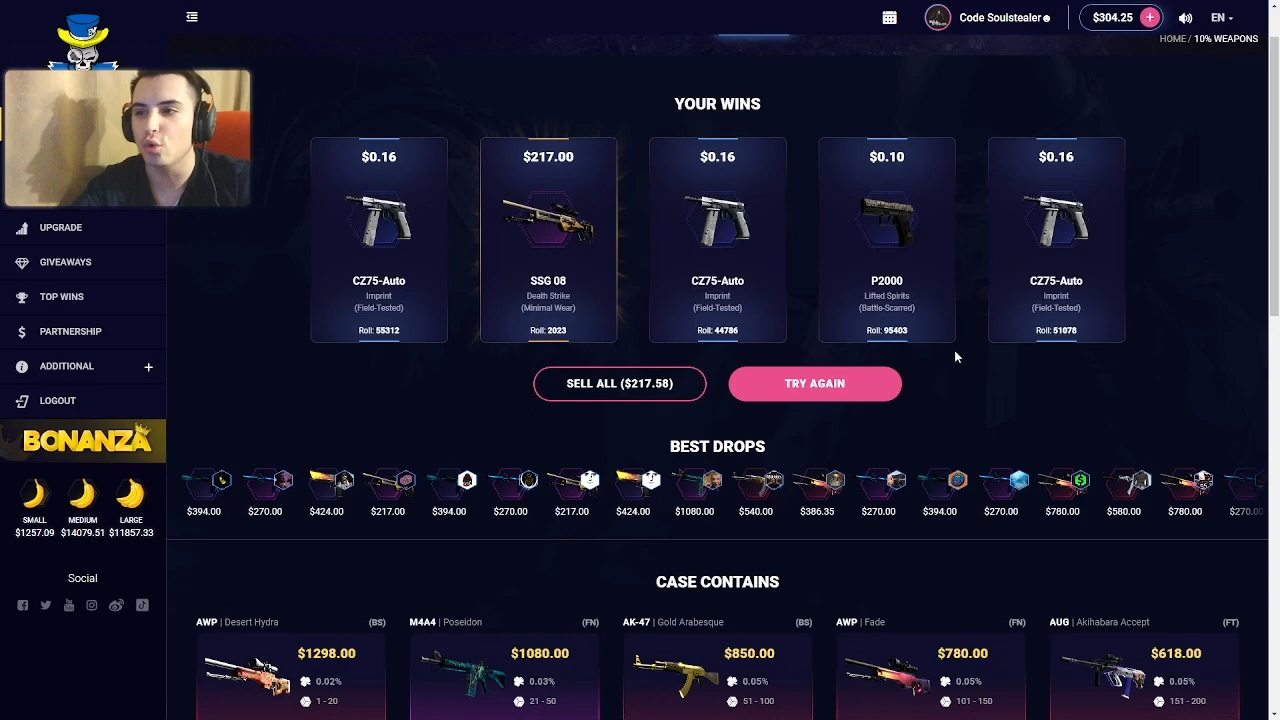 Code Soulstealer☻
$304.25 +
EN
HOME / 10% WEAPONS
UPGRADE
GIVEAWAYS
TOP WINS
PARTNERSHIP
ADDITIONAL +
LOGOUT
BONANZA
SMALL
$1257.09
MEDIUM
$14079.51
LARGE
$11857.33
Social
YOUR WINS
$0.16
CZ75-Auto
Imprint
(Field-Tested)
Roll: 55312
$217.00
SSG 08
Death Strike
(Minimal Wear)
Roll: 2023
$0.16
CZ75-Auto
Imprint
(Field-Tested)
Roll: 44786
$0.10
P2000
Lifted Spirits
(Battle-Scarred)
Roll: 95403
$0.16
CZ75-Auto
Imprint
(Field-Tested)
Roll: 51078
SELL ALL ($217.58)
TRY AGAIN
BEST DROPS
$394.00 $270.00 $424.00 $217.00 $394.00 $270.00 $217.00 $424.00 $1080.00 $540.00 $386.35 $270.00 $394.00 $270.00 $780.00 $580.00 $780.00 $270.00
CASE CONTAINS
AWP | Desert Hydra (BS)
$1298.00
0.02%
1 - 20
M4A4 | Poseidon (FN)
$1080.00
0.03%
21 - 50
AK-47 | Gold Arabesque (BS)
$850.00
0.05%
51 - 100
AWP | Fade (FN)
$780.00
0.05%
101 - 150
AUG | Akihabara Accept (FT)
$618.00
0.05%
151 - 200